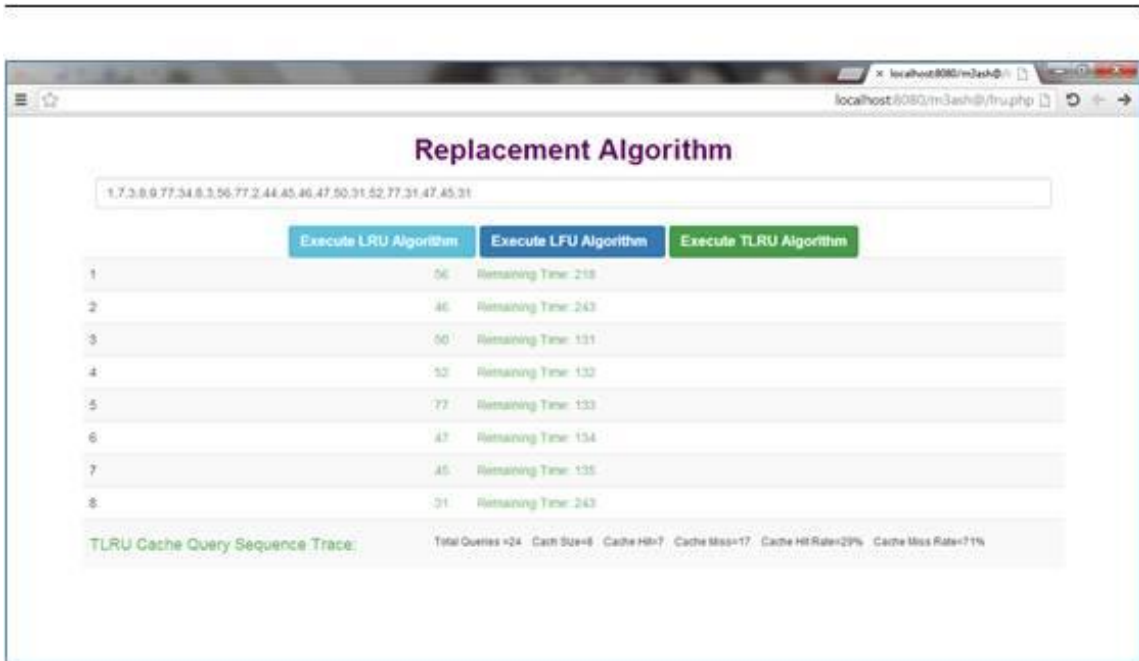 localhost:8080/m3ash@/
localhost:8080/m3ash@/lru.php
Replacement Algorithm
1,7,3,8,9,77,34,8,3,56,77,2,44,45,46,47,50,31,52,77,31,47,45,31
Execute LRU Algorithm Execute LFU Algorithm Execute TLRU Algorithm
1 56 Remaining Time: 218
2 46 Remaining Time: 243
3 50 Remaining Time: 131
4 52 Remaining Time: 132
5 77 Remaining Time: 133
6 47 Remaining Time: 134
7 45 Remaining Time: 135
8 31 Remaining Time: 243
TLRU Cache Query Sequence Trace: Total Queries =24 Cach Size=8 Cache Hit=7 Cache Miss=17 Cache Hit Rate=29% Cache Miss Rate=71%